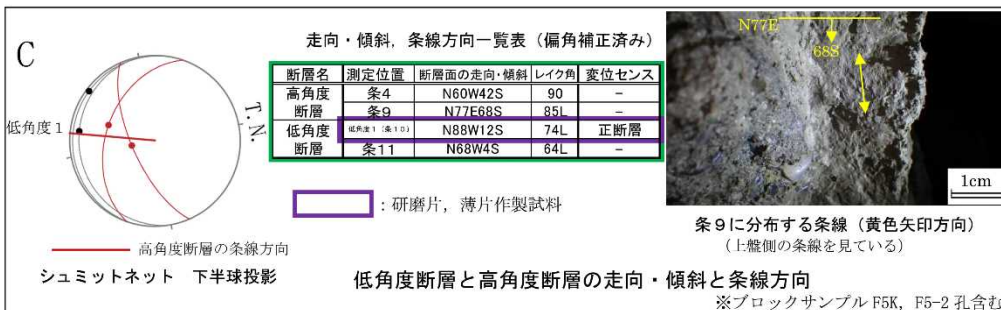 C
T.N.
低角度1
高角度断層の条線方向
シュミットネット 下半球投影
走向・傾斜，条線方向一覧表（偏角補正済み）
断層名 測定位置 断層面の走向・傾斜 レイク角 変位センス
高角度 条4 N60W42S 90 −
断層 条9 N77E68S 85L −
低角度 低角度1（条10） N88W12S 74L 正断層
断層 条11 N68W4S 64L −
：研磨片，薄片作製試料
N77E
68S
1cm
条９に分布する条線（黄色矢印方向）
（上盤側の条線を見ている）
低角度断層と高角度断層の走向・傾斜と条線方向
※ブロックサンプル F5K，F5-2 孔含む